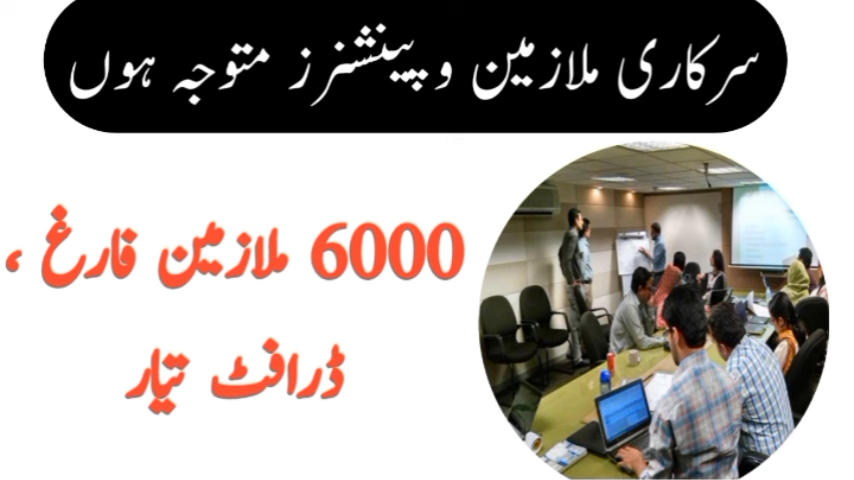 سرکاری ملازمین و پینشنرز متوجہ ہوں
6000 ملازمین فارغ ،
ڈرافٹ تیار